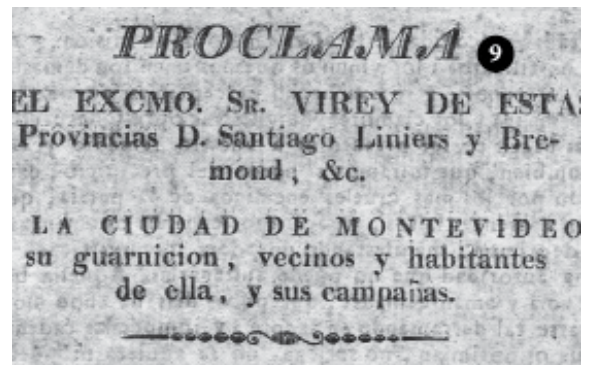 PROCLAMA 9
EL EXCMO. SR. VIREY DE ESTAS
Provincias D. Santiago Liniers y Bre-
mond, &c.
LA CIUDAD DE MONTEVIDEO
su guarnicion, vecinos y habitantes
de ella, y sus campañas.